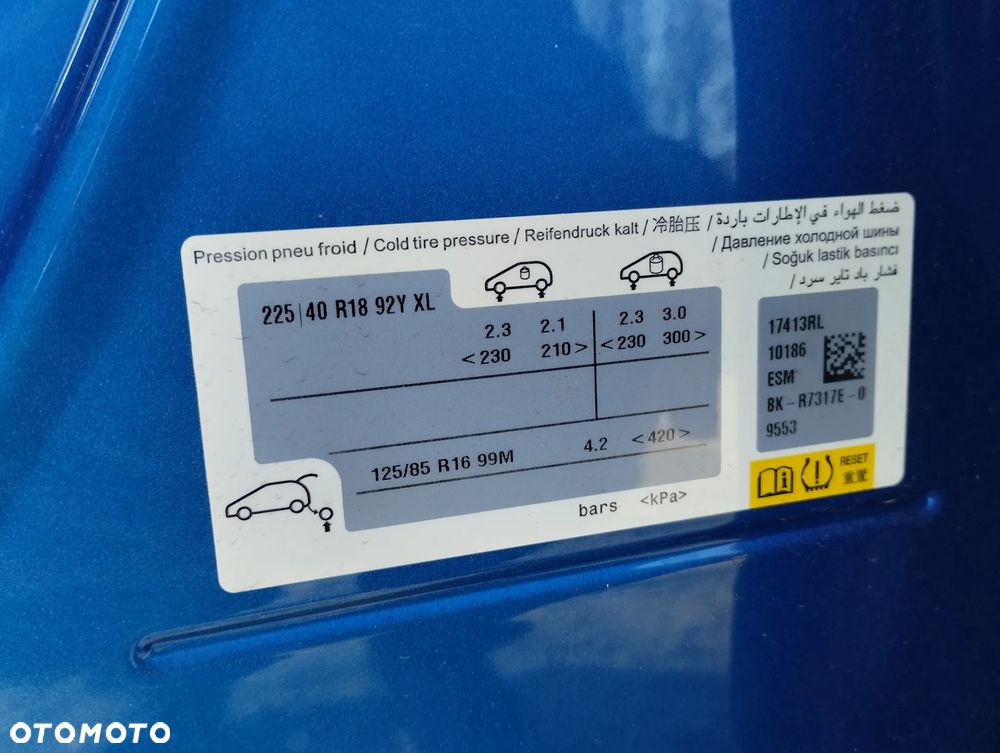 Pression pneu froid / Cold tire pressure / Reifendruck kalt / 冷胎压 / ضغط الهواء في الإطارات باردة
/ Давление холодной шины
/ Soğuk lastik basıncı
/ فشار باد تایر سرد
225|40 R18 92Y XL
2.3 2.1 2.3 3.0
<230 210> <230 300>
125/85 R16 99M 4.2 <420>
bars <kPa>
17413RL
10186
ESM
8K-R7317E-0
9553
RESET
重置
OTOMOTO